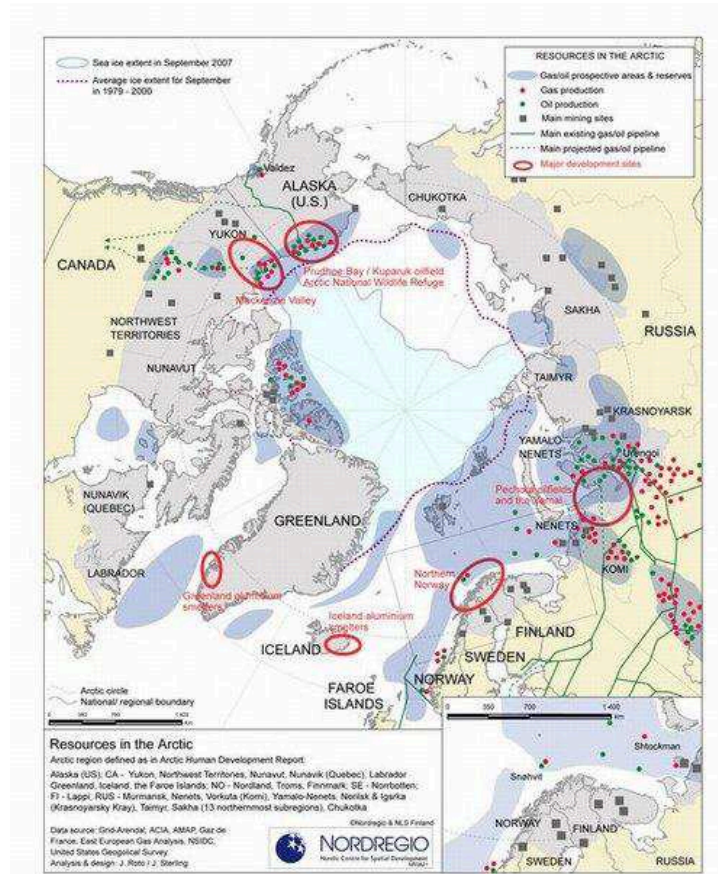 Sea ice extent in September 2007
Average ice extent for September
in 1979 - 2000
RESOURCES IN THE ARCTIC
Gas/oil prospective areas & reserves
Gas production
Oil production
Main mining sites
Main existing gas/oil pipeline
Main projected gas/oil pipeline
Major development sites
Valdez
ALASKA
(U.S.)
CHUKOTKA
YUKON
CANADA
Prudhoe Bay / Kuparuk oilfield
Arctic National Wildlife Refuge
Mackenzie Valley
SAKHA
NORTHWEST
TERRITORIES
RUSSIA
NUNAVUT
TAIMYR
KRASNOYARSK
YAMALO
NENETS
Urengoi
Pechora oilfields
and the Yamal
NUNAVIK
(QUEBEC)
GREENLAND
NENETS
KOMI
LABRADOR
Greenland aluminium
smelters
Northern
Norway
Iceland aluminium
smelters
ICELAND
FINLAND
SWEDEN
NORWAY
FAROE
ISLANDS
Arctic circle
National/ regional boundary
Km
0 350 700 1 400
Km
Shtockman
Snøhvit
NORWAY
FINLAND
SWEDEN
RUSSIA
Resources in the Arctic
Arctic region defined as in Arctic Human Development Report:
Alaska (US); CA - Yukon, Northwest Territories, Nunavut, Nunavik (Quebec), Labrador
Greenland, Iceland, the Faroe Islands; NO - Nordland, Troms, Finnmark; SE - Norrbotten;
FI - Lappi, RUS - Murmansk, Nenets, Vorkuta (Komi), Yamalo-Nenets, Norilsk & Igarka
(Krasnoyarsky Kray), Taimyr, Sakha (13 northernmost subregions), Chukotka
©Nordregio & NLS Finland
Data source: Grid-Arendal, ACIA, AMAP, Gaz de
France, East European Gas Analysis, NSIDC,
United States Geological Survey
Analysis & design: J. Roto / J. Sterling
NORDREGIO
Nordic Centre for Spatial Development